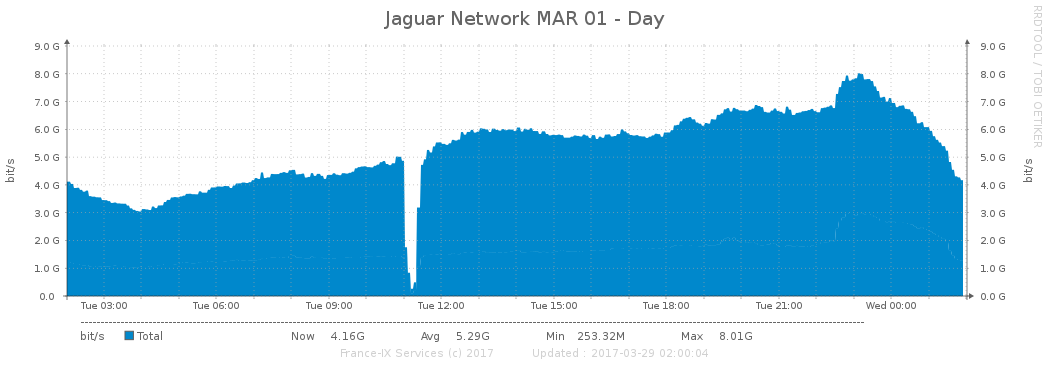 Jaguar Network MAR 01 - Day
RRDTOOL / TOBI OETIKER
bit/s
9.0 G
8.0 G
7.0 G
6.0 G
5.0 G
4.0 G
3.0 G
2.0 G
1.0 G
0.0
9.0 G
8.0 G
7.0 G
6.0 G
5.0 G
4.0 G
3.0 G
2.0 G
1.0 G
0.0 G
bit/s
Tue 03:00 Tue 06:00 Tue 09:00 Tue 12:00 Tue 15:00 Tue 18:00 Tue 21:00 Wed 00:00
bit/s Total Now 4.16G Avg 5.29G Min 253.32M Max 8.01G
France-IX Services (c) 2017 Updated : 2017-03-29 02:00:04